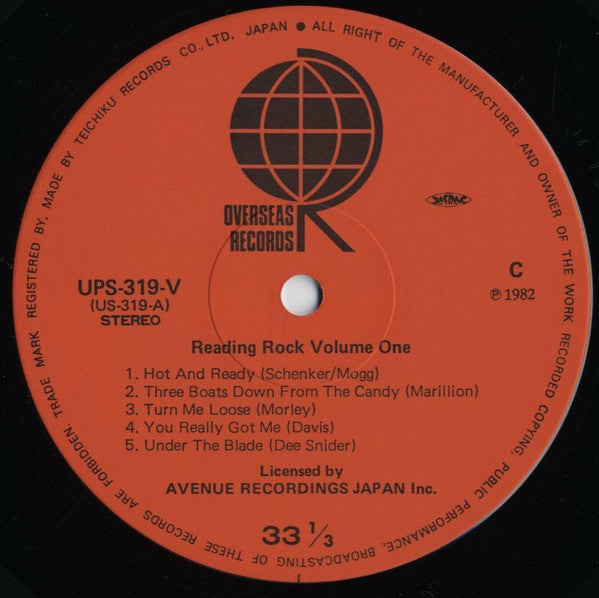 TRADE MARK REGISTERED BY, MADE BY TEICHIKU RECORDS CO., LTD. JAPAN ● ALL RIGHT OF THE MANUFACTURER AND OWNER OF THE WORK RECORDED COPYING, PUBLIC PERFORMANCE, BROADCASTING OF THESE RECORDS ARE FORBIDDEN,
OVERSEAS
RECORDS
JASRAC
UPS-319-V
(US-319-A)
STEREO
C
℗ 1982
Reading Rock Volume One
1. Hot And Ready (Schenker/Mogg)
2. Three Boats Down From The Candy (Marillion)
3. Turn Me Loose (Morley)
4. You Really Got Me (Davis)
5. Under The Blade (Dee Snider)
Licensed by
AVENUE RECORDINGS JAPAN Inc.
33 1/3
J